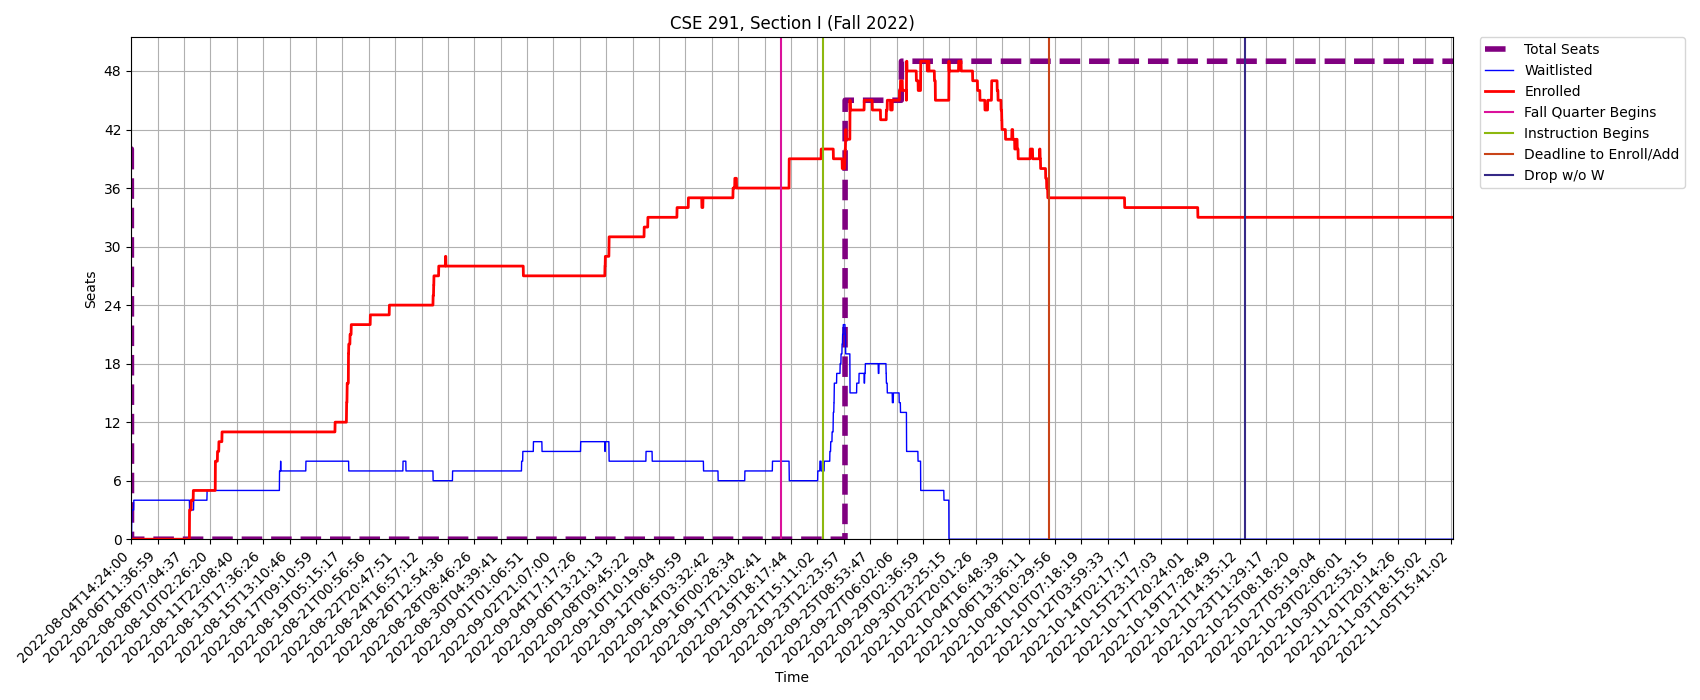 CSE 291, Section I (Fall 2022)
Total Seats
Waitlisted
Enrolled
Fall Quarter Begins
Instruction Begins
Deadline to Enroll/Add
Drop w/o W
Seats
48
42
36
30
24
18
12
6
0
2022-08-04T14:24:00
2022-08-06T11:36:59
2022-08-08T07:04:37
2022-08-10T02:26:20
2022-08-11T22:08:40
2022-08-13T17:36:26
2022-08-15T13:10:46
2022-08-17T09:10:59
2022-08-19T05:15:17
2022-08-21T00:56:56
2022-08-22T20:47:51
2022-08-24T16:57:12
2022-08-26T12:54:36
2022-08-28T08:46:26
2022-08-30T04:39:41
2022-09-01T01:06:51
2022-09-02T21:07:00
2022-09-04T17:17:26
2022-09-06T13:21:13
2022-09-08T09:45:22
2022-09-10T10:19:04
2022-09-12T06:50:59
2022-09-14T03:32:42
2022-09-16T00:28:34
2022-09-17T21:02:41
2022-09-19T18:17:44
2022-09-21T15:11:02
2022-09-23T12:23:57
2022-09-25T08:53:47
2022-09-27T06:02:06
2022-09-29T02:36:59
2022-09-30T23:25:15
2022-10-02T20:01:26
2022-10-04T16:48:39
2022-10-06T13:36:11
2022-10-08T10:29:56
2022-10-10T07:18:19
2022-10-12T03:59:33
2022-10-14T02:17:17
2022-10-15T23:17:03
2022-10-17T20:24:01
2022-10-19T17:28:49
2022-10-21T14:35:12
2022-10-23T11:29:17
2022-10-25T08:18:20
2022-10-27T05:19:04
2022-10-29T02:06:01
2022-10-30T22:53:15
2022-11-01T20:14:26
2022-11-03T18:15:02
2022-11-05T15:41:02
Time